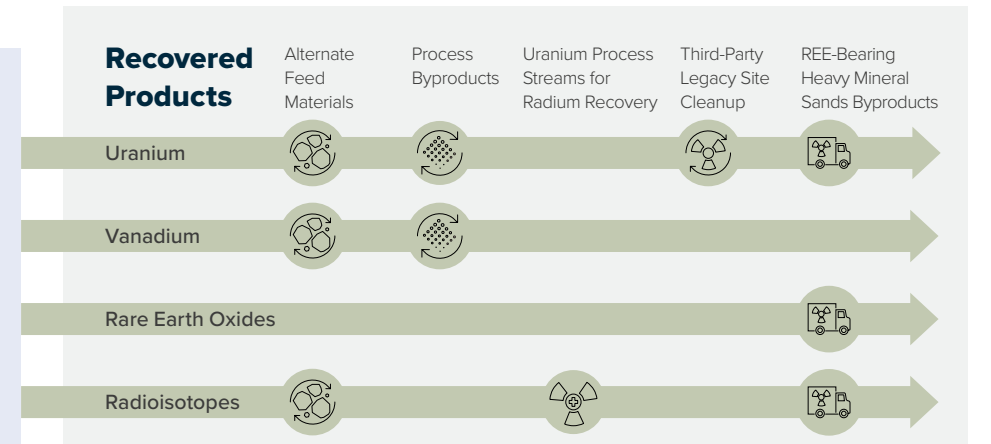 Recovered
Products
Alternate
Feed
Materials
Process
Byproducts
Uranium Process
Streams for
Radium Recovery
Third-Party
Legacy Site
Cleanup
REE-Bearing
Heavy Mineral
Sands Byproducts
Uranium
Vanadium
Rare Earth Oxides
Radioisotopes